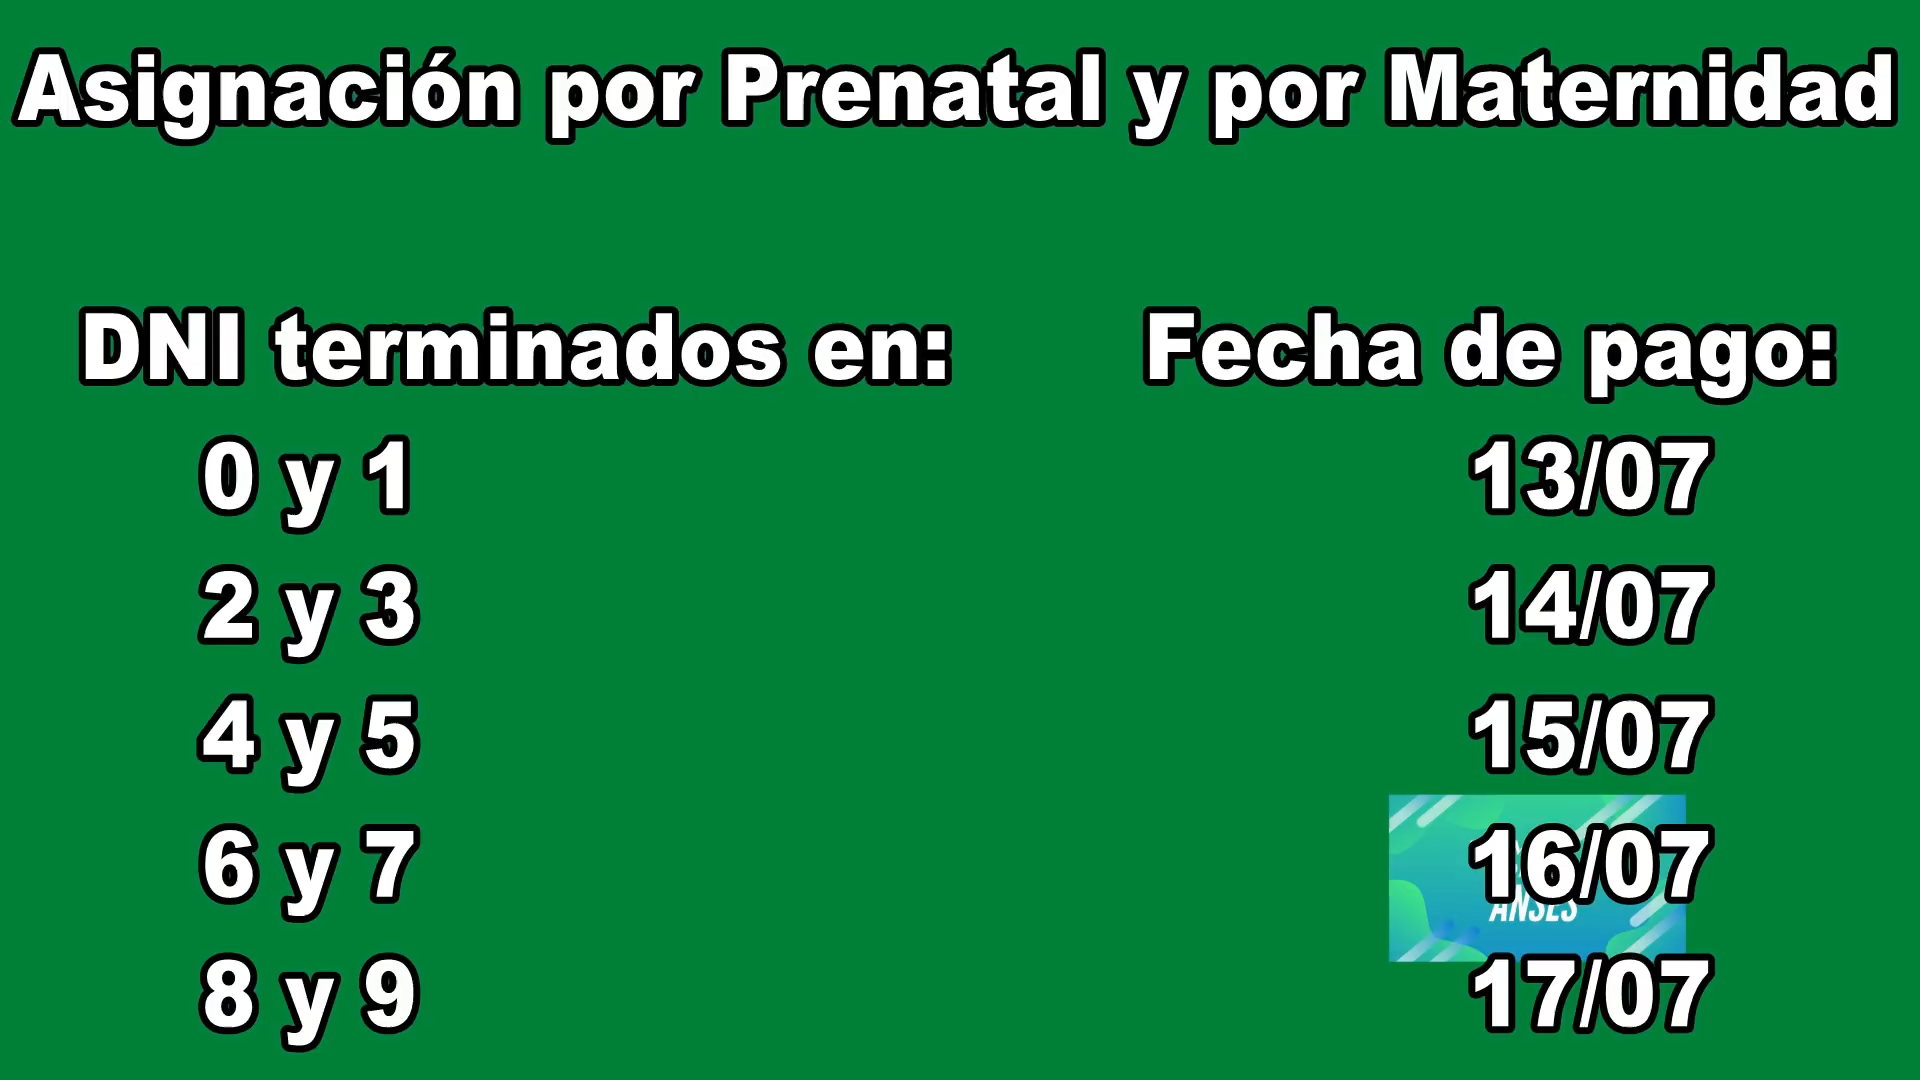 Asignación por Prenatal y por Maternidad
DNI terminados en: Fecha de pago:
0 y 1 13/07
2 y 3 14/07
4 y 5 15/07
6 y 7 16/07
ANSES
8 y 9 17/07